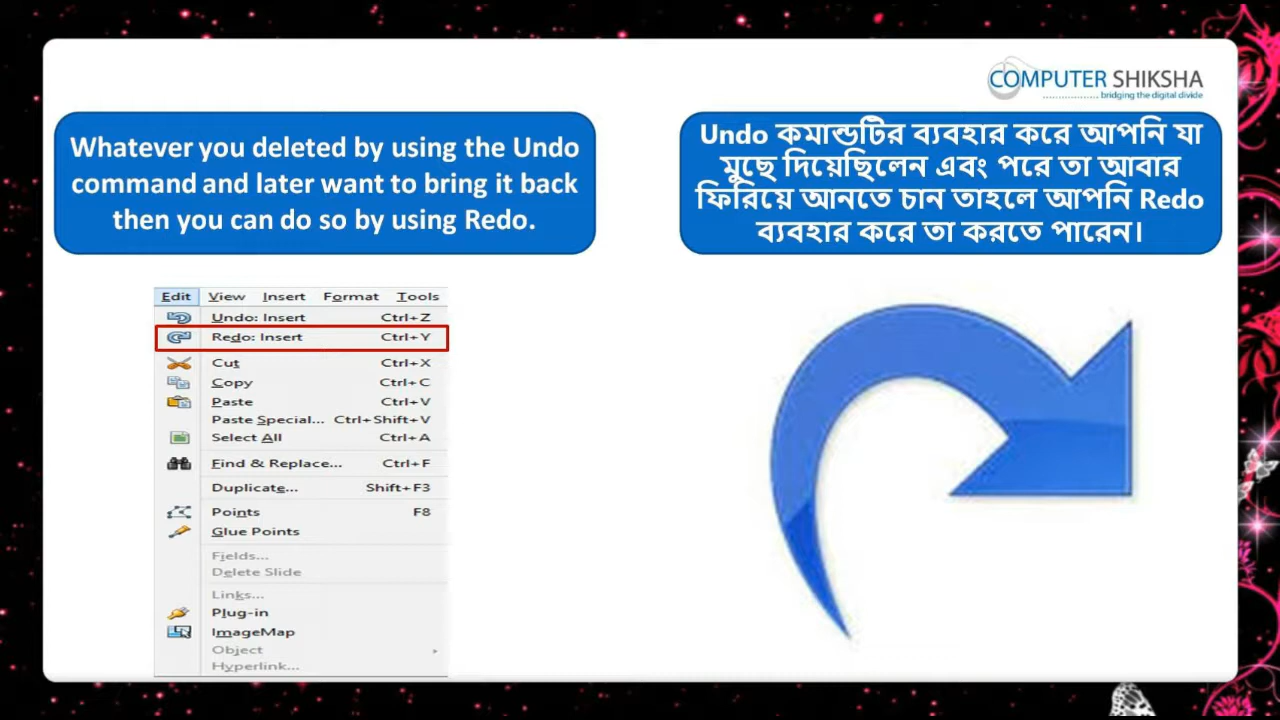 COMPUTER SHIKSHA
bridging the digital divide
Whatever you deleted by using the Undo
command and later want to bring it back
then you can do so by using Redo.
Undo কমান্ডটির ব্যবহার করে আপনি যা
মুছে দিয়েছিলেন এবং পরে তা আবার
ফিরিয়ে আনতে চান তাহলে আপনি Redo
ব্যবহার করে তা করতে পারেন।
Edit View Insert Format Tools
Undo: Insert Ctrl+Z
Redo: Insert Ctrl+Y
Cut Ctrl+X
Copy Ctrl+C
Paste Ctrl+V
Paste Special... Ctrl+Shift+V
Select All Ctrl+A
Find & Replace... Ctrl+F
Duplicate... Shift+F3
Points F8
Glue Points
Fields...
Delete Slide
Links...
Plug-in
ImageMap
Object
Hyperlink...